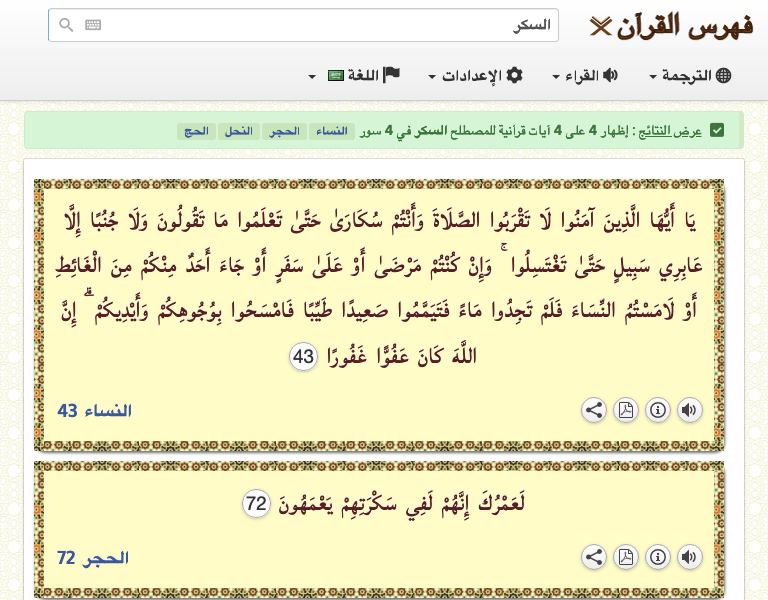 فهرس القرآن
السكر
الترجمة
القراء
الإعدادات
اللغة
عرض النتائج : إظهار 4 على 4 آيات قرآنية للمصطلح السكر في 4 سور النساء الحجر النحل الحج
يَا أَيُّهَا الَّذِينَ آمَنُوا لَا تَقْرَبُوا الصَّلَاةَ وَأَنْتُمْ سُكَارَىٰ حَتَّىٰ تَعْلَمُوا مَا تَقُولُونَ وَلَا جُنُبًا إِلَّا
عَابِرِي سَبِيلٍ حَتَّىٰ تَغْتَسِلُوا ۚ وَإِنْ كُنْتُمْ مَرْضَىٰ أَوْ عَلَىٰ سَفَرٍ أَوْ جَاءَ أَحَدٌ مِنْكُمْ مِنَ الْغَائِطِ
أَوْ لَامَسْتُمُ النِّسَاءَ فَلَمْ تَجِدُوا مَاءً فَتَيَمَّمُوا صَعِيدًا طَيِّبًا فَامْسَحُوا بِوُجُوهِكُمْ وَأَيْدِيكُمْ ۗ إِنَّ
اللَّهَ كَانَ عَفُوًّا غَفُورًا 43
النساء 43
لَعَمْرُكَ إِنَّهُمْ لَفِي سَكْرَتِهِمْ يَعْمَهُونَ 72
الحجر 72